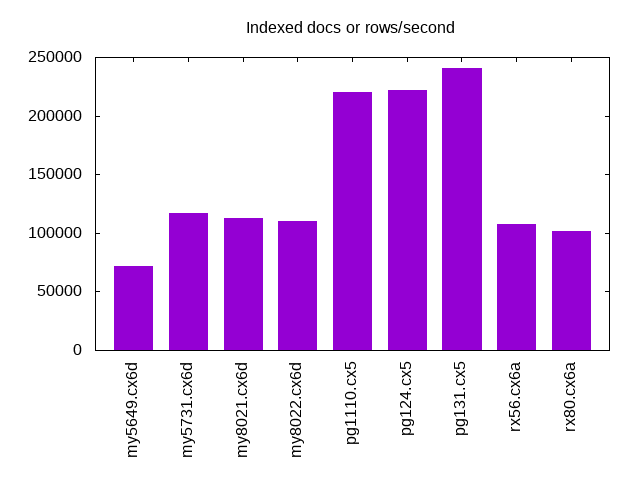 Indexed docs or rows/second
250000
200000
150000
100000
50000
0
my5649.cx6d
my5731.cx6d
my8021.cx6d
my8022.cx6d
pg1110.cx5
pg124.cx5
pg131.cx5
rx56.cx6a
rx80.cx6a